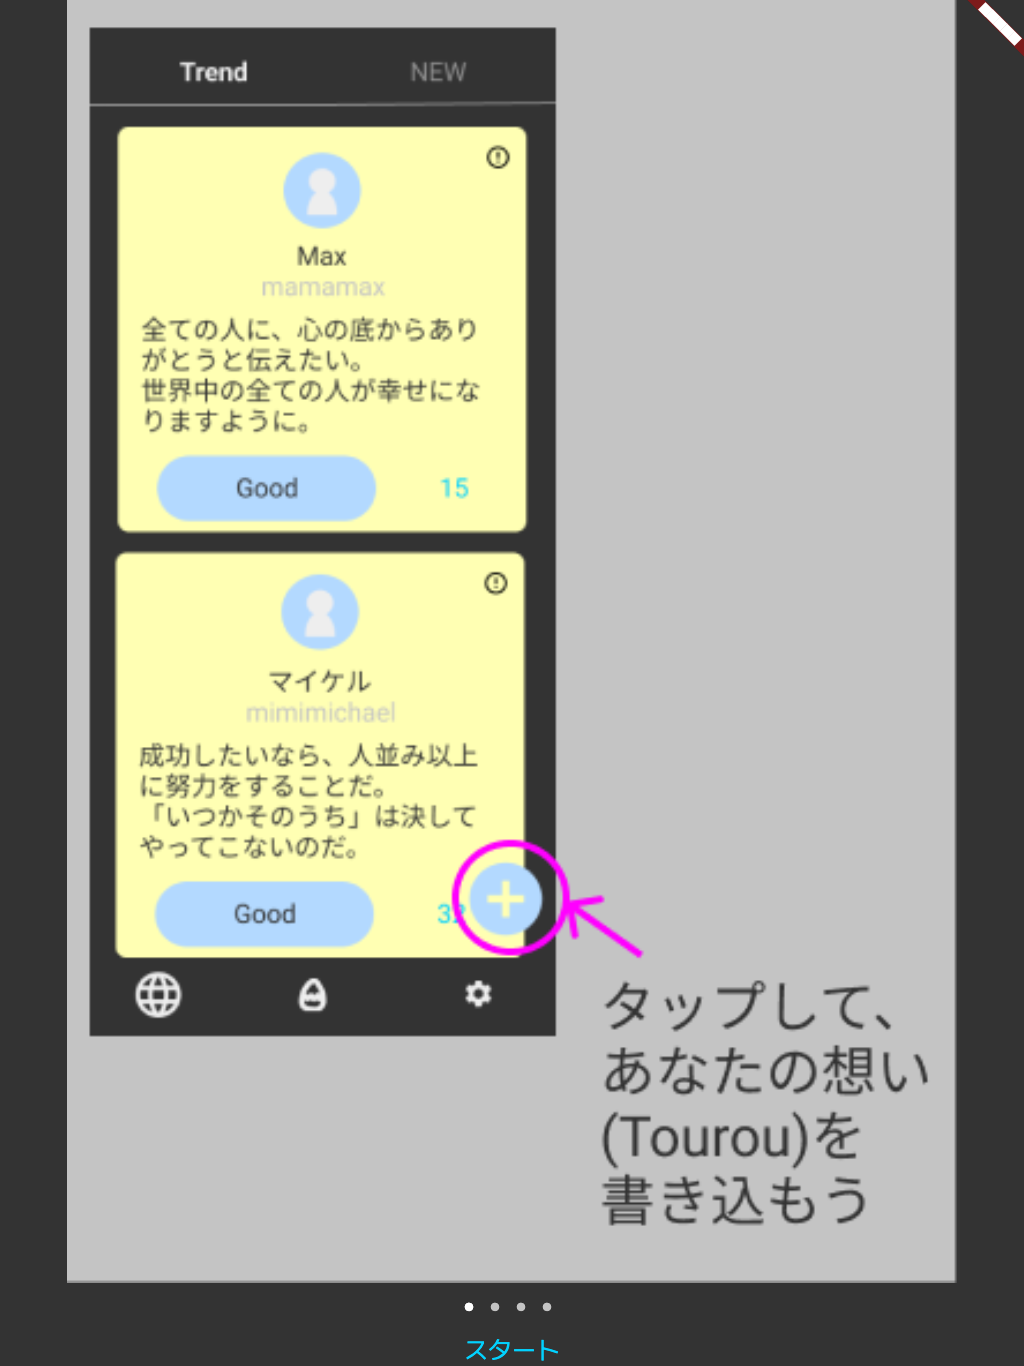 Trend NEW
Max
mamamax
全ての人に、心の底からあり
がとうと伝えたい。
世界中の全ての人が幸せにな
りますように。
Good 15
マイケル
mimimichael
成功したいなら、人並み以上
に努力をすることだ。
「いつかそのうち」は決して
やってこないのだ。
Good
タップして、
あなたの想い
(Tourou)を
書き込もう
スタート